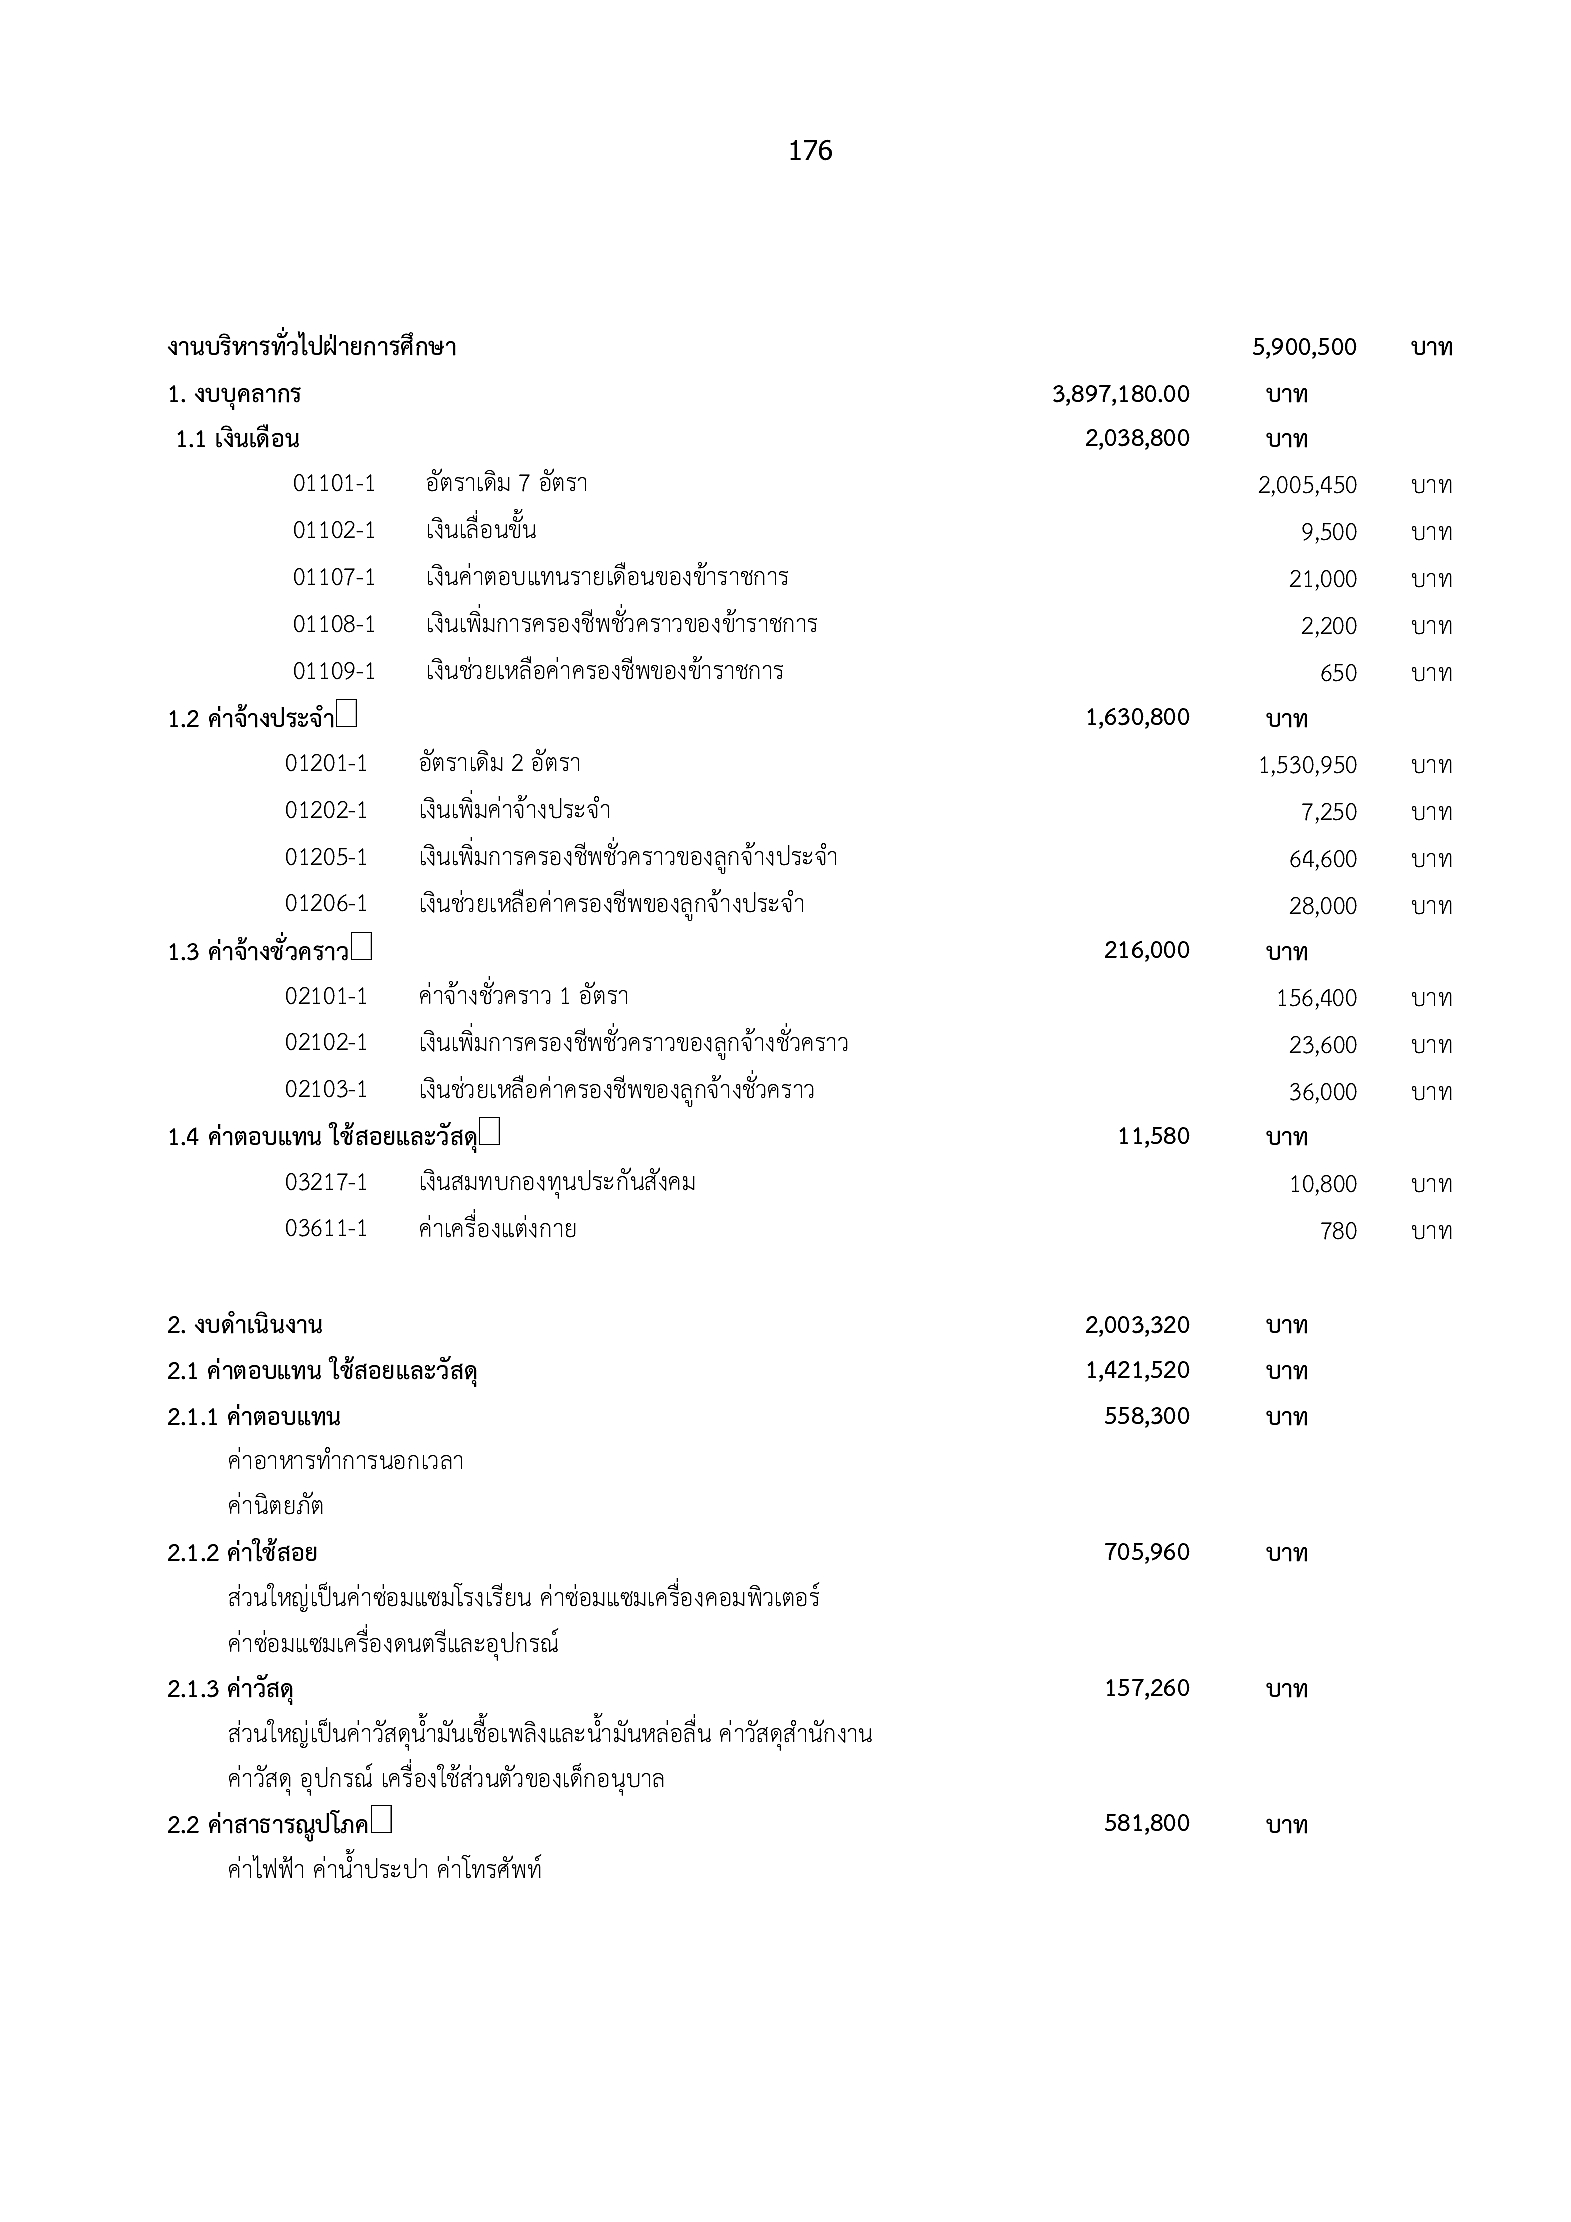 176
งานบริหารทั่วไปฝ่ายการศึกษา 5,900,500 บาท
1. งบบุคลากร 3,897,180.00 บาท
1.1 เงินเดือน 2,038,800 บาท
01101-1 อัตราเดิม 7 อัตรา 2,005,450 บาท
01102-1 เงินเลื่อนขั้น 9,500 บาท
01107-1 เงินค่าตอบแทนรายเดือนของข้าราชการ 21,000 บาท
01108-1 เงินเพิ่มการครองชีพชั่วคราวของข้าราชการ 2,200 บาท
01109-1 เงินช่วยเหลือค่าครองชีพของข้าราชการ 650 บาท
1.2 ค่าจ้างประจำ 1,630,800 บาท
01201-1 อัตราเดิม 2 อัตรา 1,530,950 บาท
01202-1 เงินเพิ่มค่าจ้างประจำ 7,250 บาท
01205-1 เงินเพิ่มการครองชีพชั่วคราวของลูกจ้างประจำ 64,600 บาท
01206-1 เงินช่วยเหลือค่าครองชีพของลูกจ้างประจำ 28,000 บาท
1.3 ค่าจ้างชั่วคราว 216,000 บาท
02101-1 ค่าจ้างชั่วคราว 1 อัตรา 156,400 บาท
02102-1 เงินเพิ่มการครองชีพชั่วคราวของลูกจ้างชั่วคราว 23,600 บาท
02103-1 เงินช่วยเหลือค่าครองชีพของลูกจ้างชั่วคราว 36,000 บาท
1.4 ค่าตอบแทน ใช้สอยและวัสดุ 11,580 บาท
03217-1 เงินสมทบกองทุนประกันสังคม 10,800 บาท
03611-1 ค่าเครื่องแต่งกาย 780 บาท
2. งบดำเนินงาน 2,003,320 บาท
2.1 ค่าตอบแทน ใช้สอยและวัสดุ 1,421,520 บาท
2.1.1 ค่าตอบแทน 558,300 บาท
ค่าอาหารทำการนอกเวลา
ค่านิตยภัต
2.1.2 ค่าใช้สอย 705,960 บาท
ส่วนใหญ่เป็นค่าซ่อมแซมโรงเรียน ค่าซ่อมแซมเครื่องคอมพิวเตอร์
ค่าซ่อมแซมเครื่องดนตรีและอุปกรณ์
2.1.3 ค่าวัสดุ 157,260 บาท
ส่วนใหญ่เป็นค่าวัสดุน้ำมันเชื้อเพลิงและน้ำมันหล่อลื่น ค่าวัสดุสำนักงาน
ค่าวัสดุ อุปกรณ์ เครื่องใช้ส่วนตัวของเด็กอนุบาล
2.2 ค่าสาธารณูปโภค 581,800 บาท
ค่าไฟฟ้า ค่าน้ำประปา ค่าโทรศัพท์